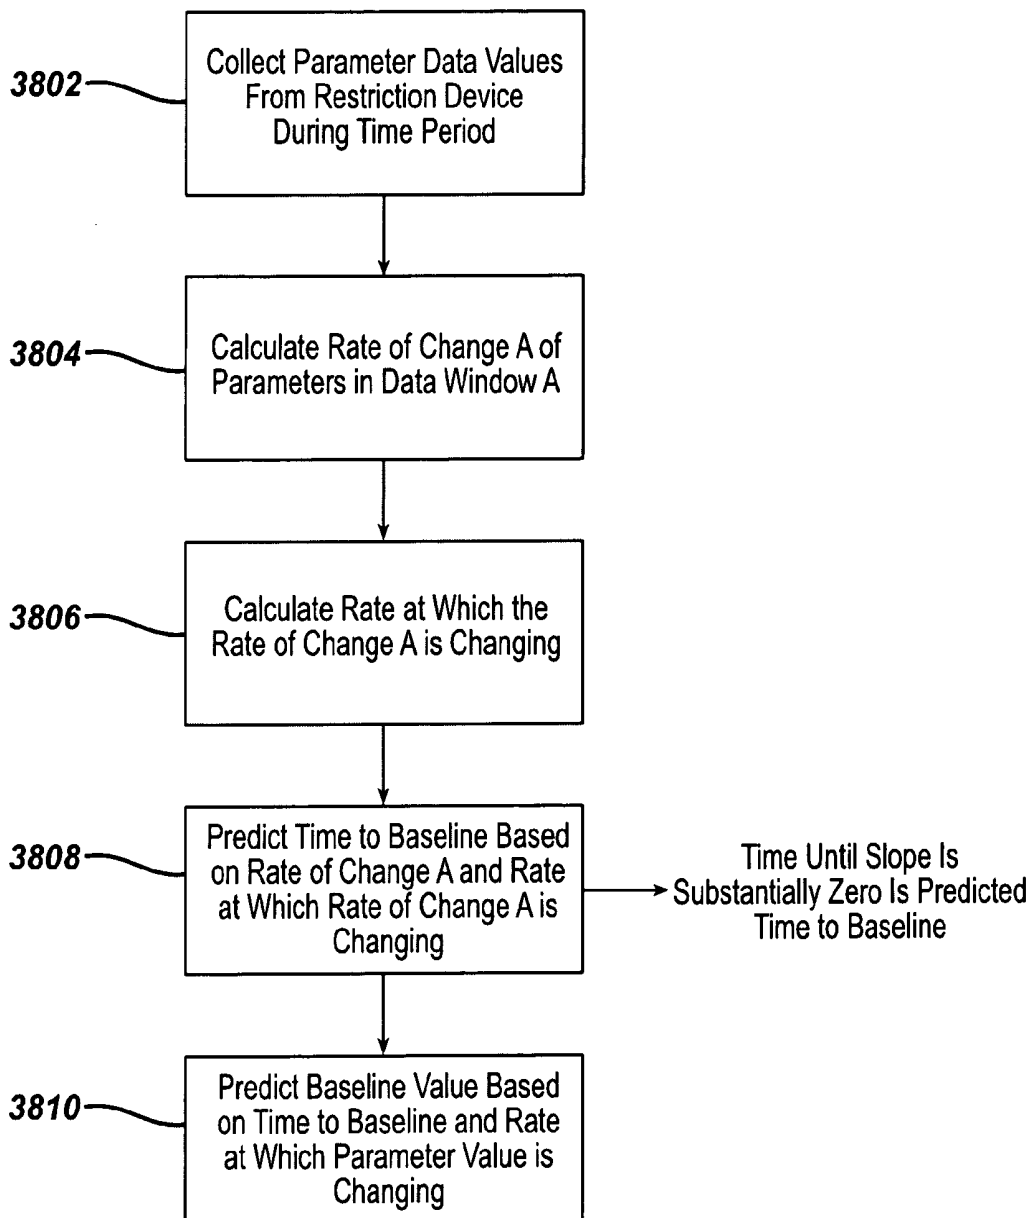 3802
Collect Parameter Data Values
From Restriction Device
During Time Period
3804
Calculate Rate of Change A of
Parameters in Data Window A
3806
Calculate Rate at Which the
Rate of Change A is Changing
3808
Predict Time to Baseline Based
on Rate of Change A and Rate
at Which Rate of Change A is
Changing
Time Until Slope Is
Substantially Zero Is Predicted
Time to Baseline
3810
Predict Baseline Value Based
on Time to Baseline and Rate
at Which Parameter Value is
Changing